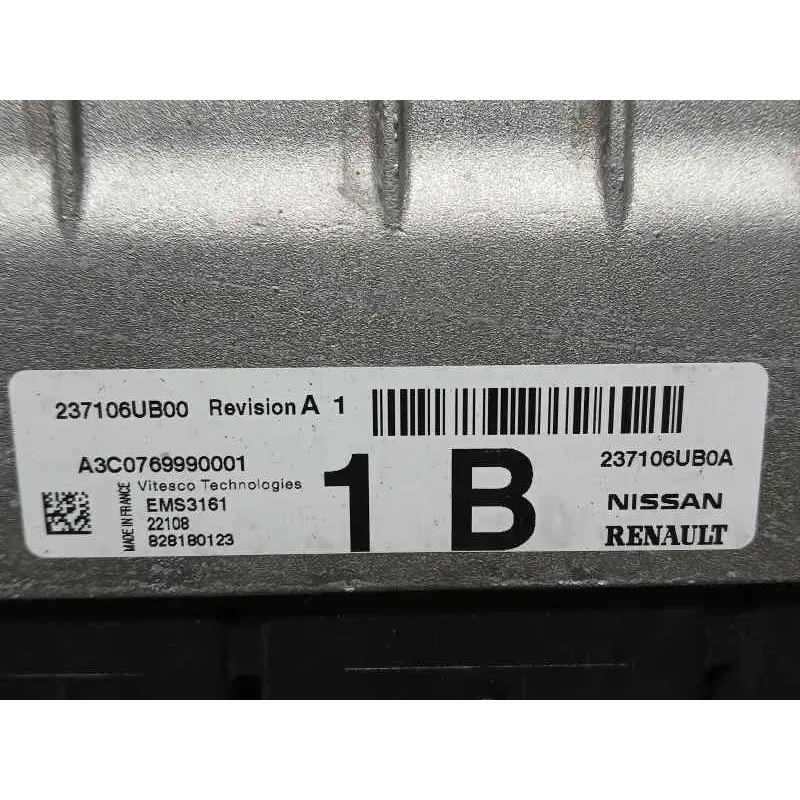 237106UB00 Revision A 1
A3C0769990001
Vitesco Technologies
EMS3161
22108
828180123
MADE IN FRANCE
1 B
237106UB0A
NISSAN
RENAULT